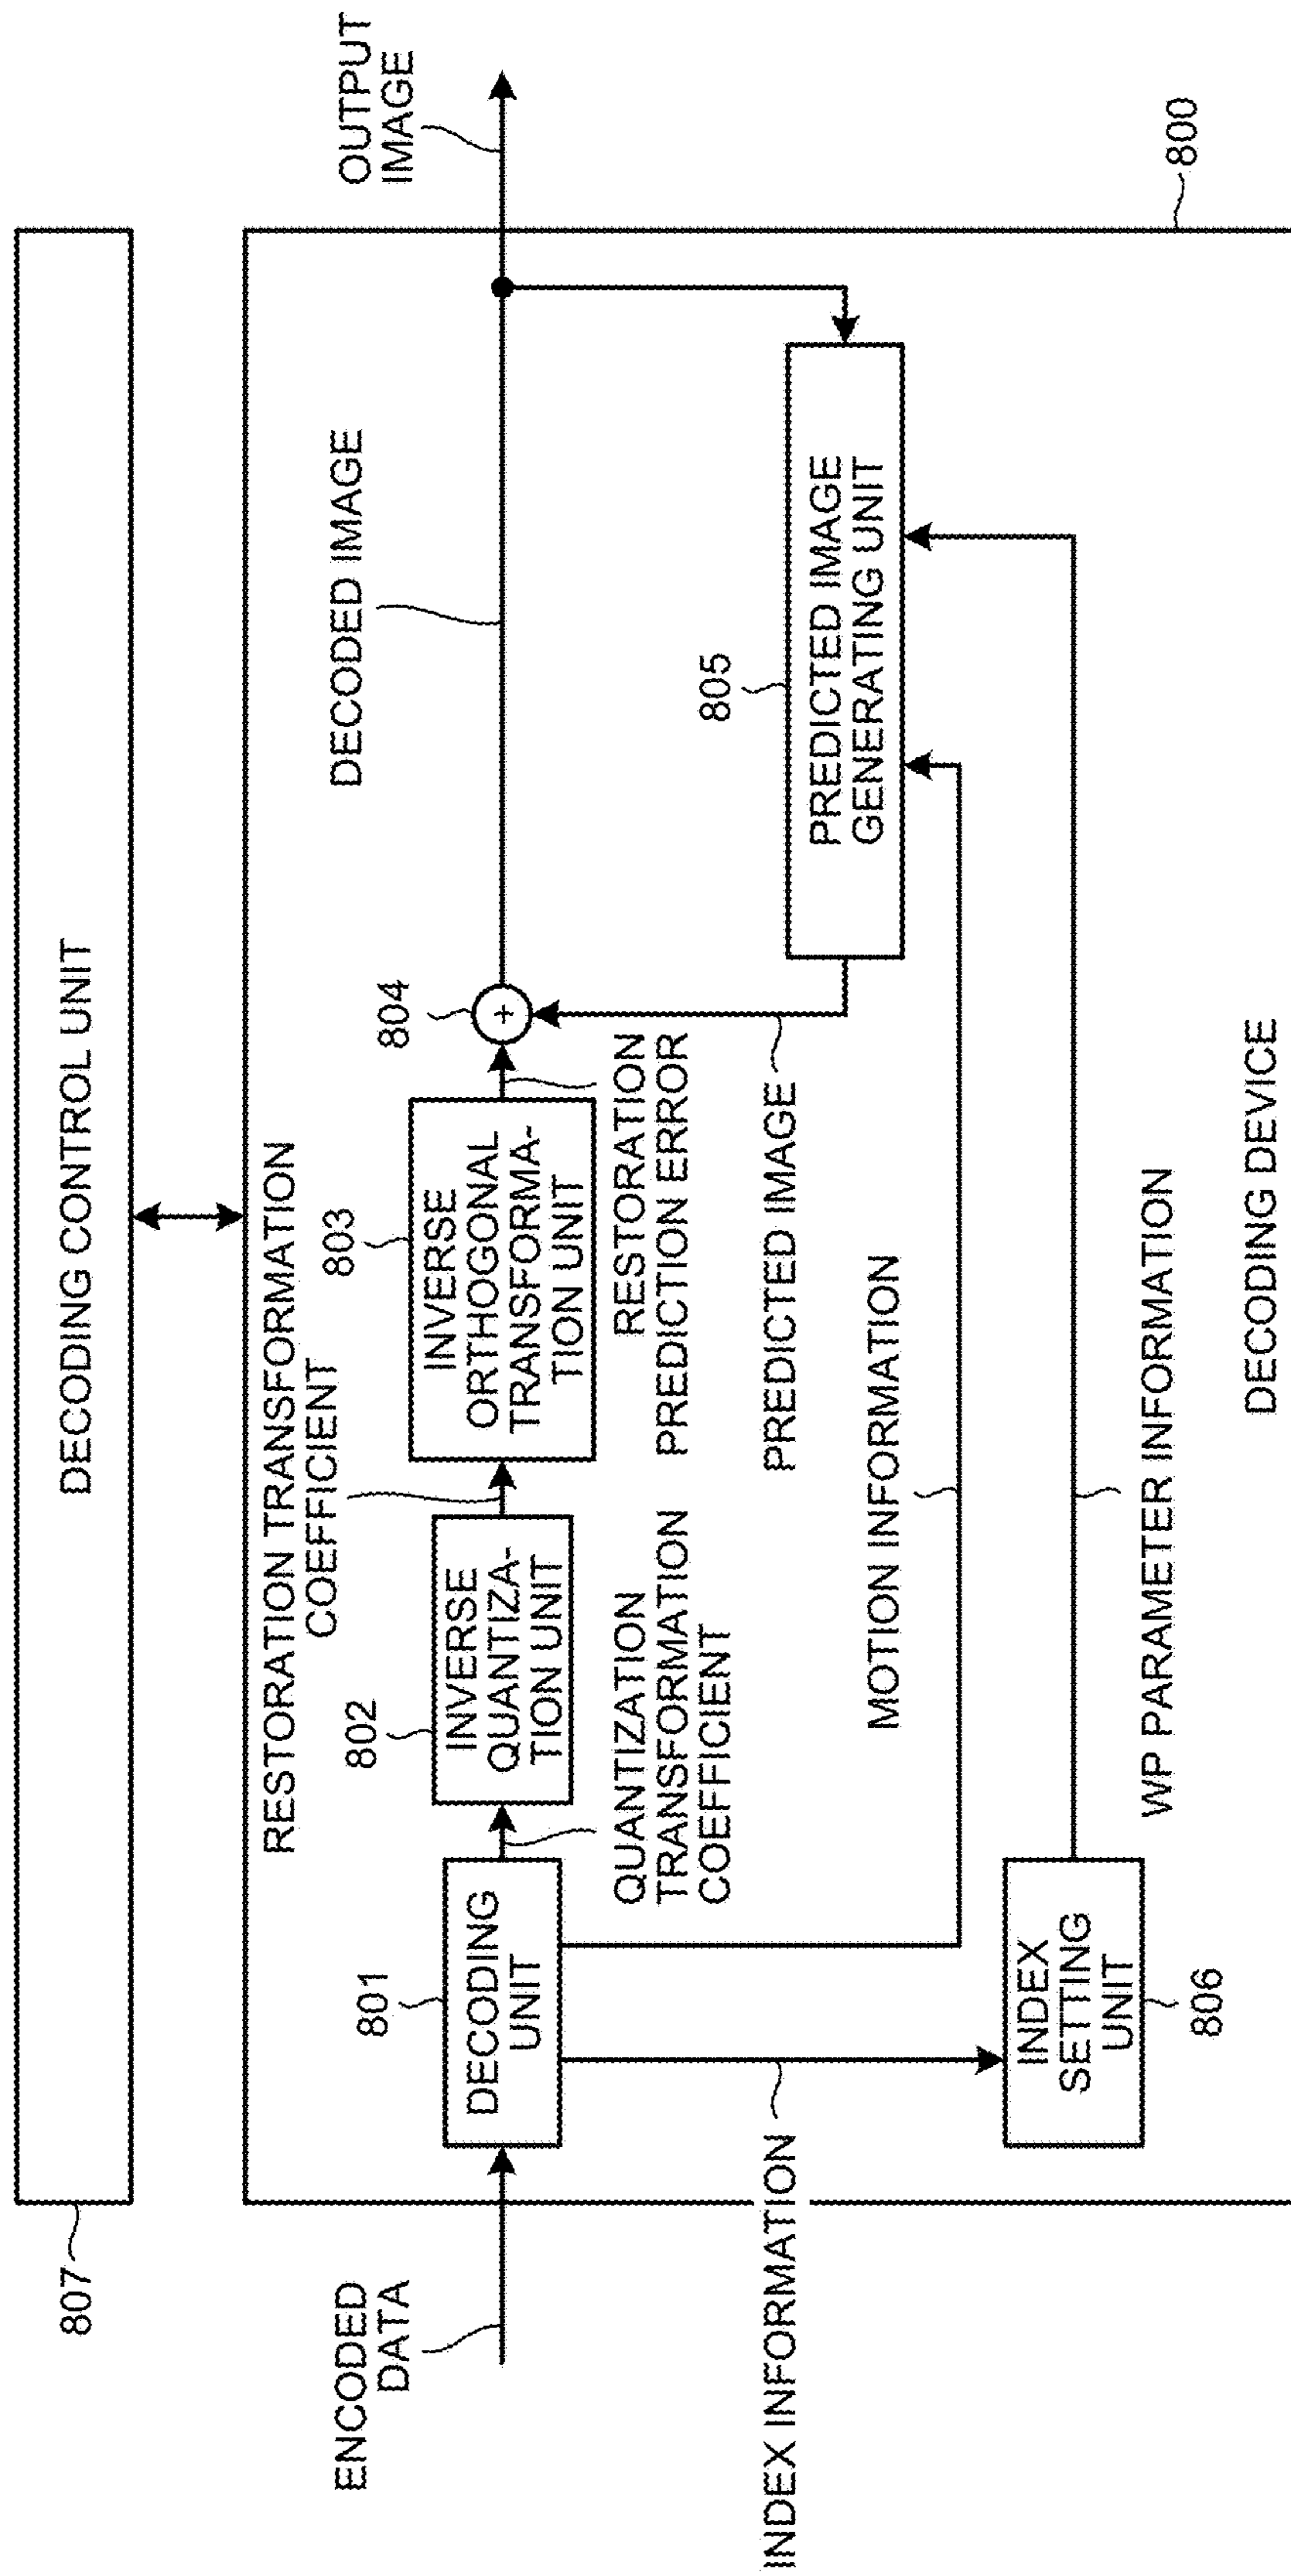 807
DECODING CONTROL UNIT
ENCODED
DATA
RESTORATION TRANSFORMATION
COEFFICIENT
DECODED IMAGE
OUTPUT
IMAGE
801
802
803
804
DECODING
UNIT
INVERSE
QUANTIZA-
TION UNIT
INVERSE
ORTHOGONAL
TRANSFORMA-
TION UNIT
+
QUANTIZATION
TRANSFORMATION
COEFFICIENT
RESTORATION
PREDICTION ERROR
805
PREDICTED IMAGE
GENERATING UNIT
INDEX INFORMATION
PREDICTED IMAGE
MOTION INFORMATION
INDEX
SETTING
UNIT
806
WP PARAMETER INFORMATION
800
DECODING DEVICE